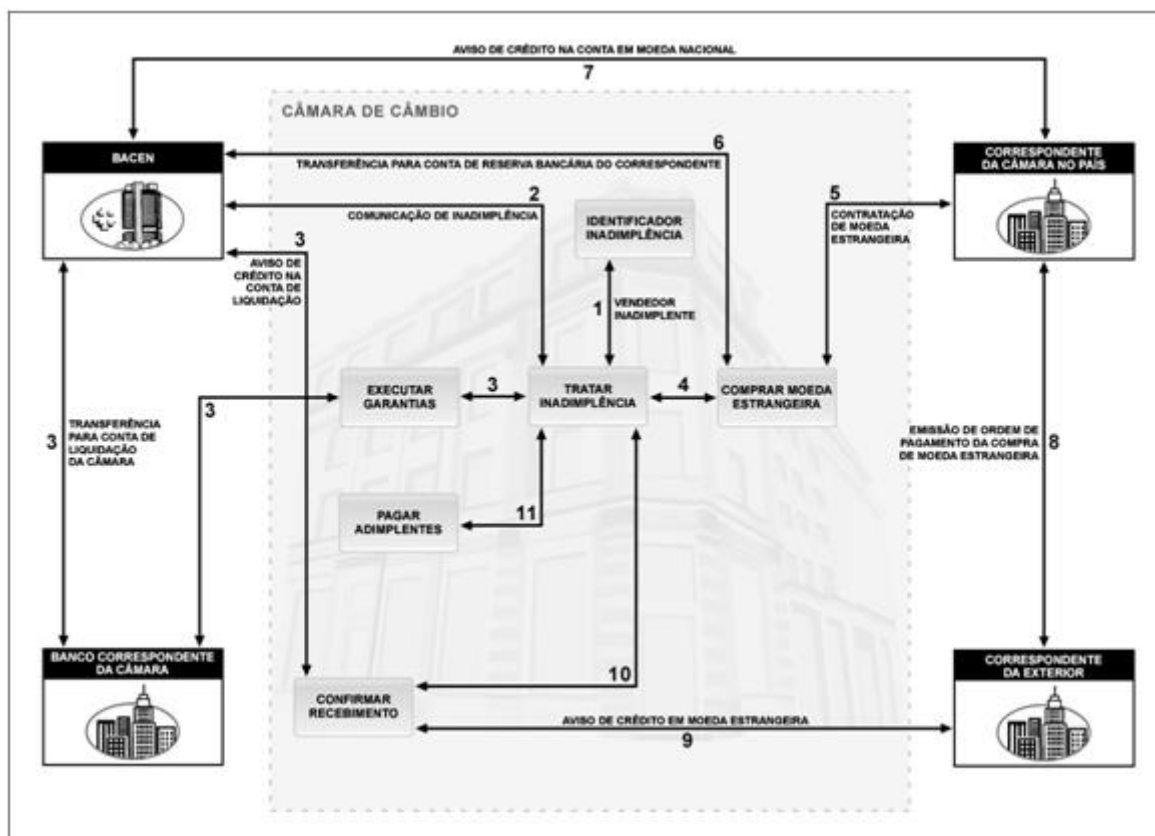 AVISO DE CRÉDITO NA CONTA EM MOEDA NACIONAL
7
CÂMARA DE CÂMBIO
BACEN
6
TRANSFERÊNCIA PARA CONTA DE RESERVA BANCÁRIA DO CORRESPONDENTE
CORRESPONDENTE
DA CÂMARA NO PAÍS
2
COMUNICAÇÃO DE INADIMPLÊNCIA
IDENTIFICADOR
INADIMPLÊNCIA
5
CONTRATAÇÃO
DE MOEDA
ESTRANGEIRA
3
AVISO DE
CRÉDITO NA
CONTA DE
LIQUIDAÇÃO
1
VENDEDOR
INADIMPLENTE
EXECUTAR
GARANTIAS
3
TRATAR
INADIMPLÊNCIA
4
COMPRAR MOEDA
ESTRANGEIRA
3
3
TRANSFERÊNCIA
PARA CONTA DE
LIQUIDAÇÃO
DA CÂMARA
EMISSÃO DE ORDEM DE
PAGAMENTO DA COMPRA
DE MOEDA ESTRANGEIRA
8
PAGAR
ADIMPLENTES
11
BANCO CORRESPONDENTE
DA CÂMARA
CONFIRMAR
RECEBIMENTO
10
CORRESPONDENTE
DA EXTERIOR
AVISO DE CRÉDITO EM MOEDA ESTRANGEIRA
9